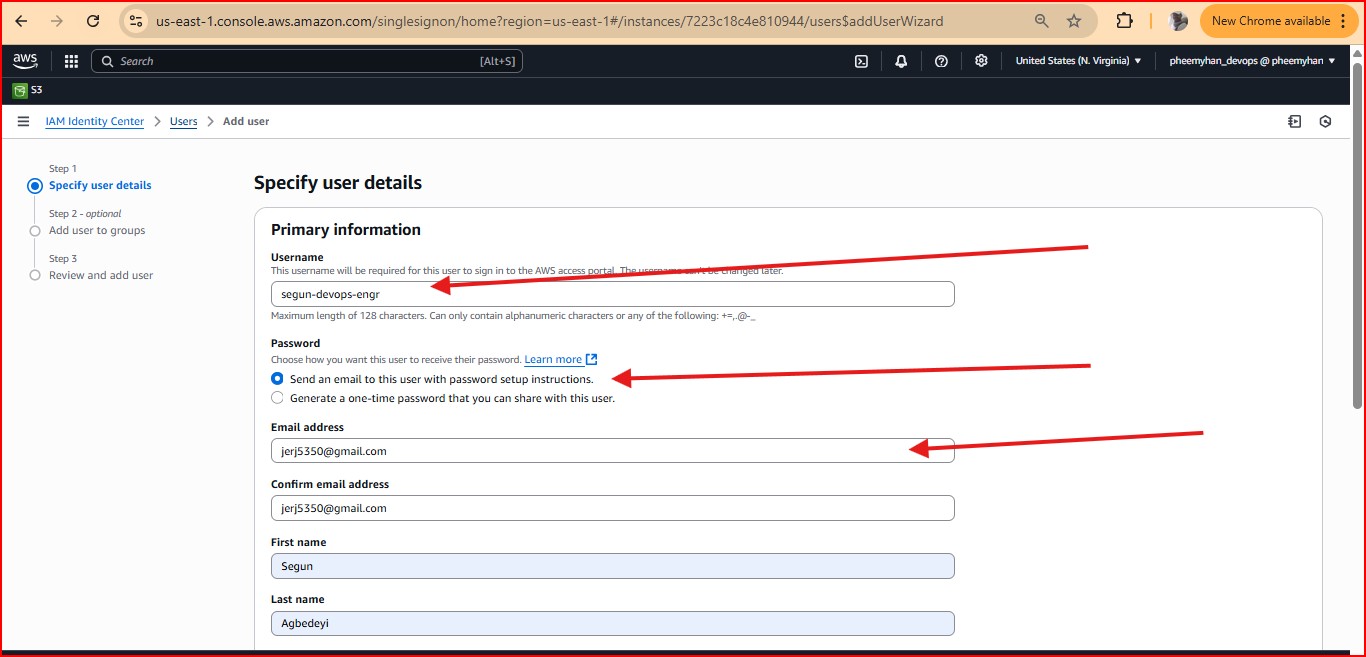 us-east-1.console.aws.amazon.com/singlesignon/home?region=us-east-1#/instances/7223c18c4e810944/users$addUserWizard
New Chrome available
aws
Search
[Alt+S]
United States (N. Virginia)
pheemyhan_devops @ pheemyhan
S3
IAM Identity Center
Users
Add user
Step 1
Specify user details
Step 2 - optional
Add user to groups
Step 3
Review and add user
Specify user details
Primary information
Username
This username will be required for this user to sign in to the AWS access portal. The username can't be changed later.
segun-devops-engr
Maximum length of 128 characters. Can only contain alphanumeric characters or any of the following: +=,.@-_
Password
Choose how you want this user to receive their password. Learn more
Send an email to this user with password setup instructions.
Generate a one-time password that you can share with this user.
Email address
jerj5350@gmail.com
Confirm email address
jerj5350@gmail.com
First name
Segun
Last name
Agbedeyi